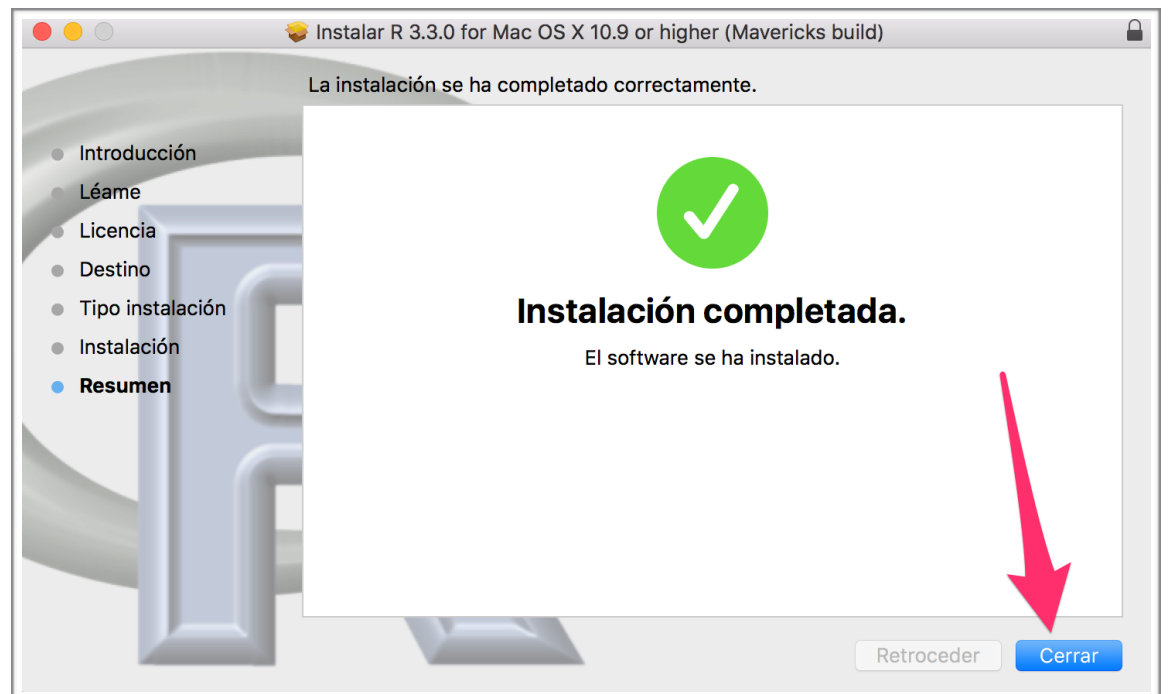 Instalar R 3.3.0 for Mac OS X 10.9 or higher (Mavericks build)
La instalación se ha completado correctamente.
Introducción
Léame
Licencia
Destino
Tipo instalación
Instalación
Resumen
Instalación completada.
El software se ha instalado.
Retroceder
Cerrar